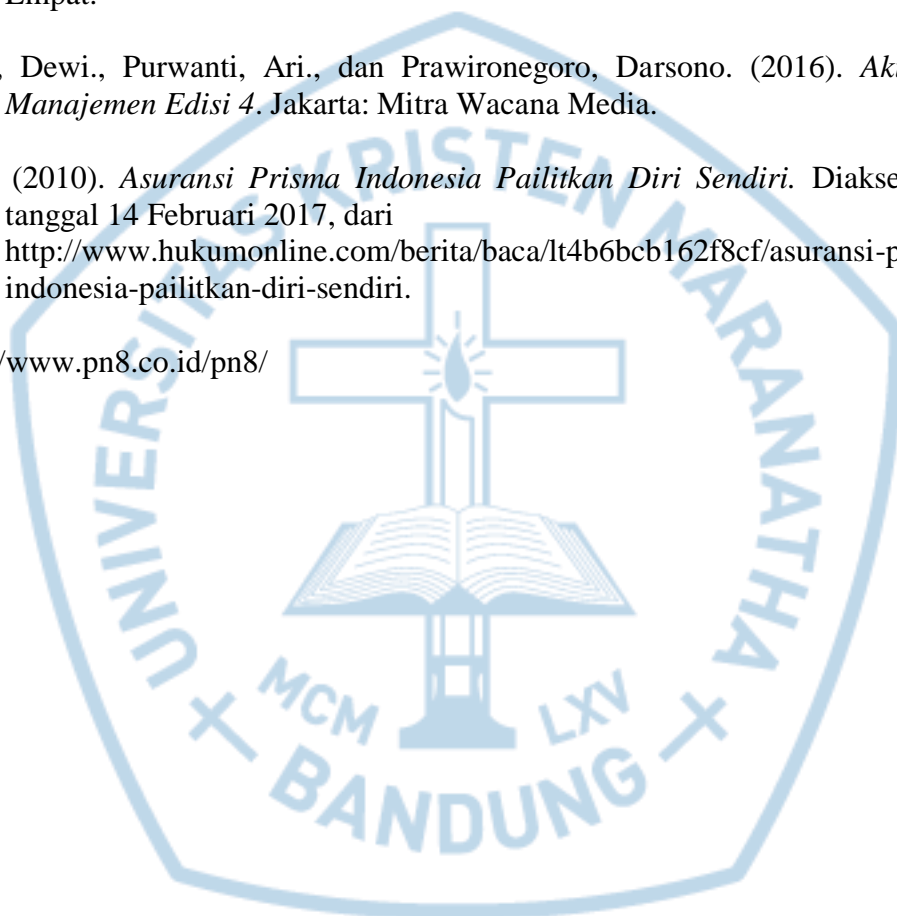 Empat.
, Dewi., Purwanti, Ari., dan Prawironegoro, Darsono. (2016). Ak
Manajemen Edisi 4. Jakarta: Mitra Wacana Media.
(2010). Asuransi Prisma Indonesia Pailitkan Diri Sendiri. Diakse
tanggal 14 Februari 2017, dari
http://www.hukumonline.com/berita/baca/lt4b6bcb162f8cf/asuransi-p
indonesia-pailitkan-diri-sendiri.
/www.pn8.co.id/pn8/
UNIVERSITAS KRISTEN MARANATHA
MCM LXV
BANDUNG